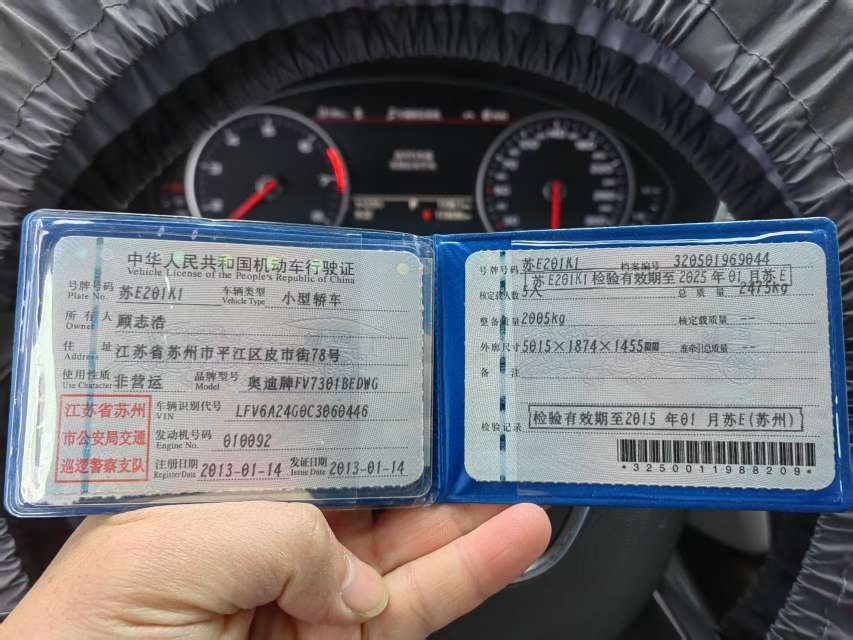 中华人民共和国机动车行驶证
Vehicle License of the People's Republic of China
号牌号码 苏E201K1 车辆类型 小型轿车
Plate No. Vehicle Type
所有人 顾志浩
Owner
住址 江苏省苏州市平江区皮市街78号
Address
使用性质 非营运 品牌型号 奥迪牌FV7301BEDWG
Use Character Model
江苏省苏州
市公安局交通
巡逻警察支队
车辆识别代号 LFV6A24G0C3060446
VIN
发动机号码 010092
Engine No.
注册日期 2013-01-14 发证日期 2013-01-14
Register Date Issue Date
号牌号码 苏E201K1 档案编号 320501969044
苏E201K1 检验有效期至 2025年01月苏E
核定载人数 5人 总质量 2475kg
整备质量 2005kg 核定载质量 --
外廓尺寸 5015×1874×1455mm 准牵引总质量 --
备注
检验记录 检验有效期至2015年01月苏E(苏州)
*3250011988209*